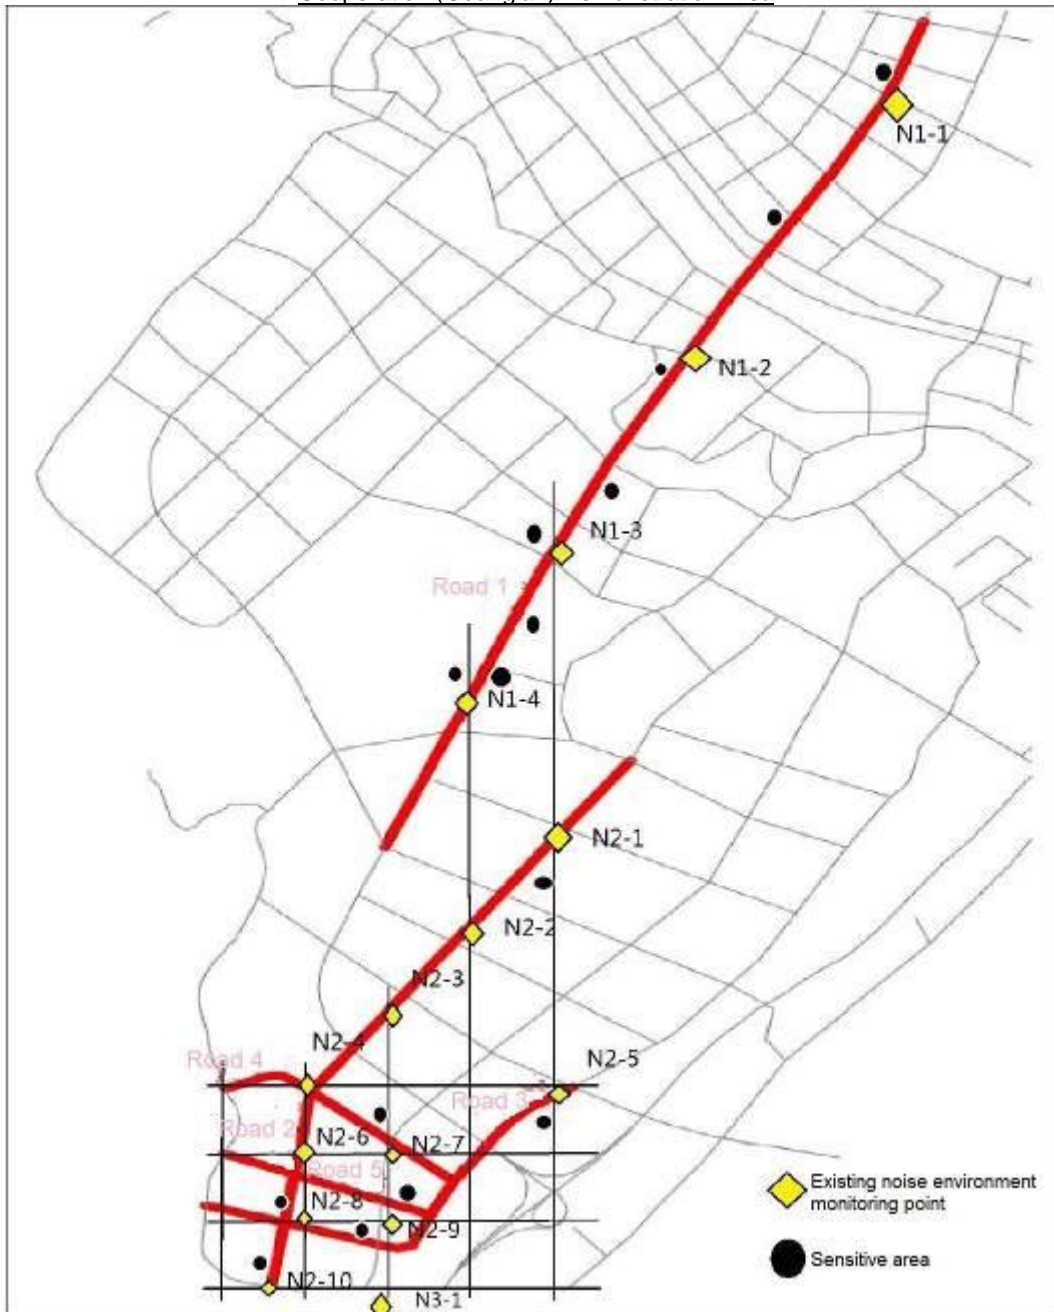 N1-1
N1-2
N1-3
Road 1
N1-4
N2-1
N2-2
N2-3
N2-4
Road 4
N2-5
Road 3
Road 2
N2-6
N2-7
Road 5
N2-8
N2-9
N2-10
N3-1
Existing noise environment
monitoring point
Sensitive area